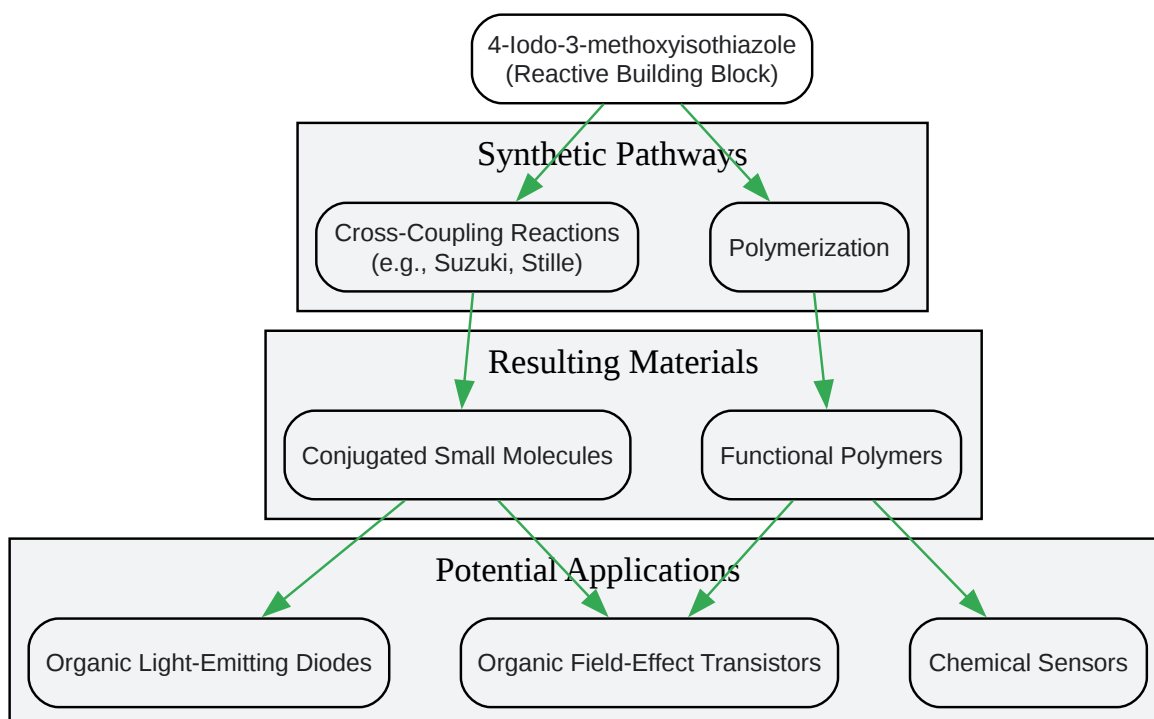 4-Iodo-3-methoxyisothiazole
(Reactive Building Block)
Synthetic Pathways
Cross-Coupling Reactions
(e.g., Suzuki, Stille)
Polymerization
Resulting Materials
Conjugated Small Molecules
Functional Polymers
Potential Applications
Organic Light-Emitting Diodes
Organic Field-Effect Transistors
Chemical Sensors